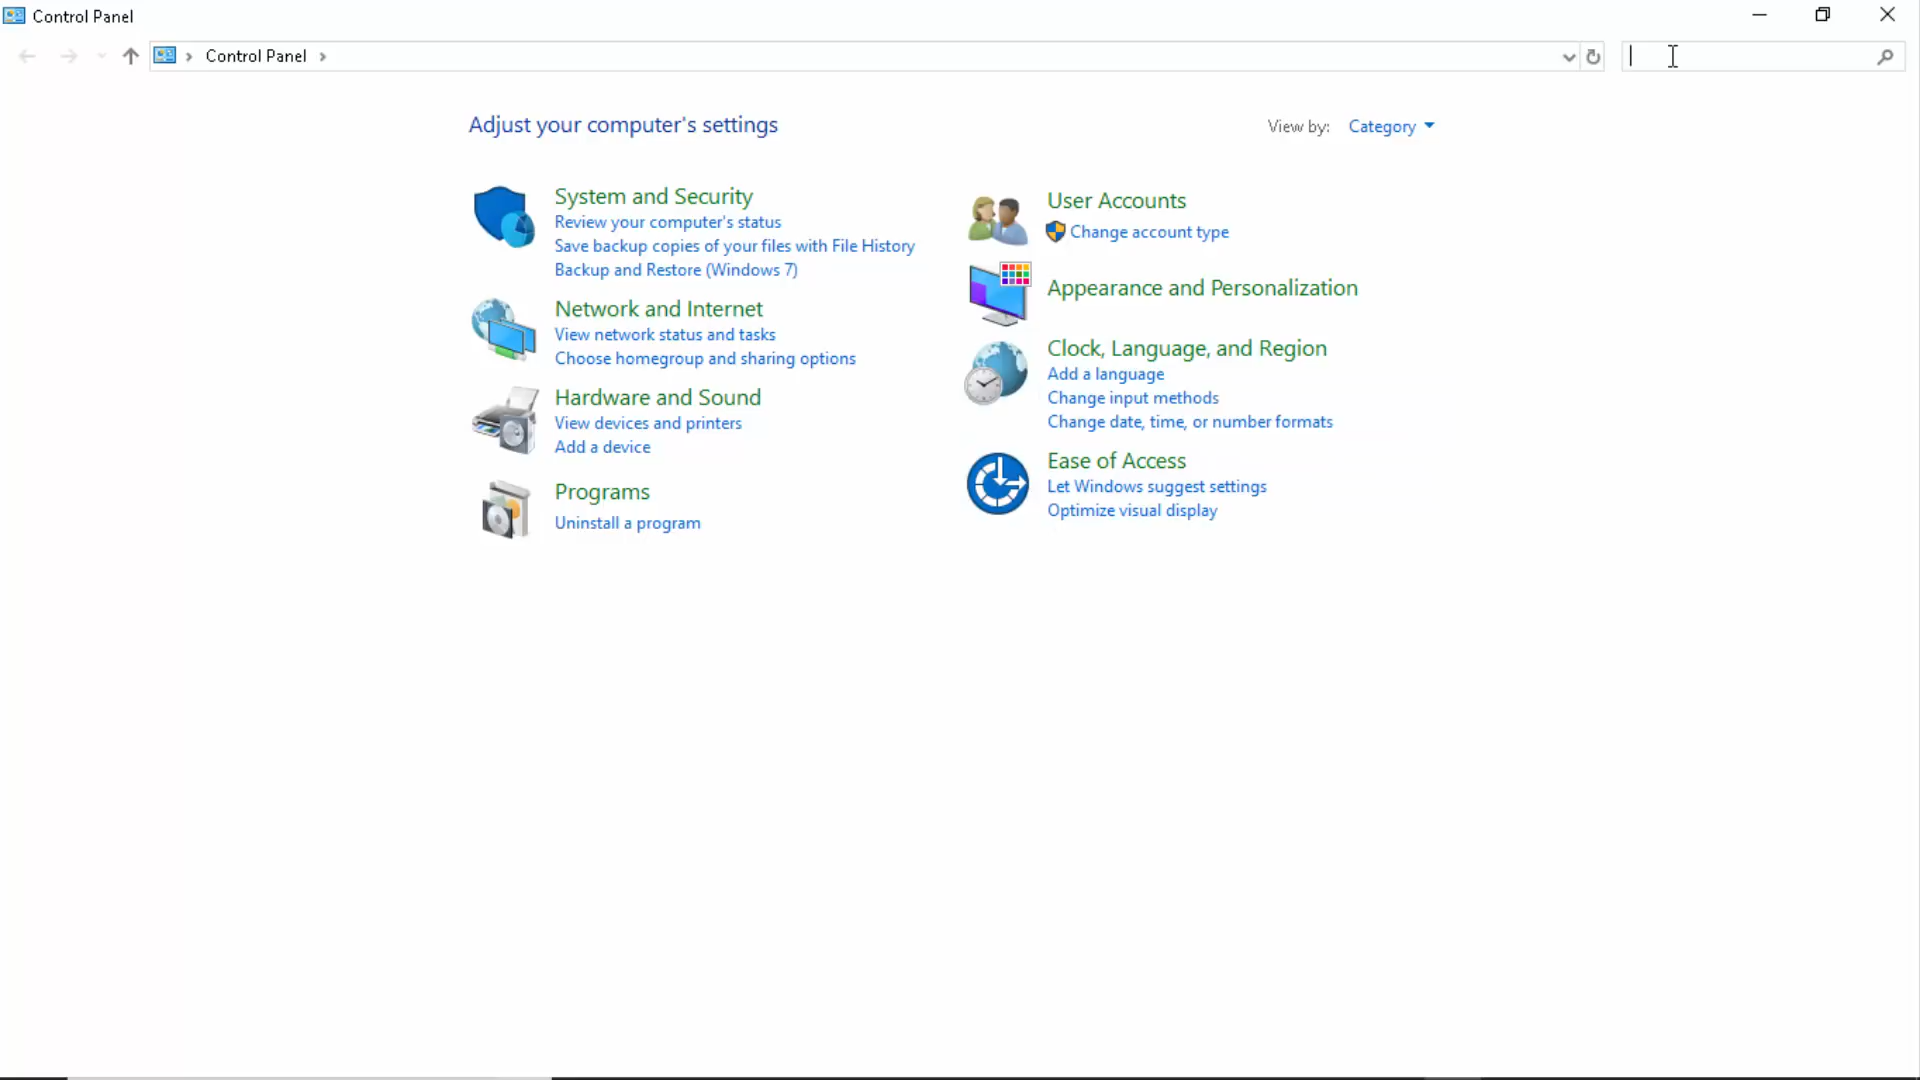 Control Panel
Control Panel
Adjust your computer's settings
View by: Category
System and Security
Review your computer's status
Save backup copies of your files with File History
Backup and Restore (Windows 7)
Network and Internet
View network status and tasks
Choose homegroup and sharing options
Hardware and Sound
View devices and printers
Add a device
Programs
Uninstall a program
User Accounts
Change account type
Appearance and Personalization
Clock, Language, and Region
Add a language
Change input methods
Change date, time, or number formats
Ease of Access
Let Windows suggest settings
Optimize visual display